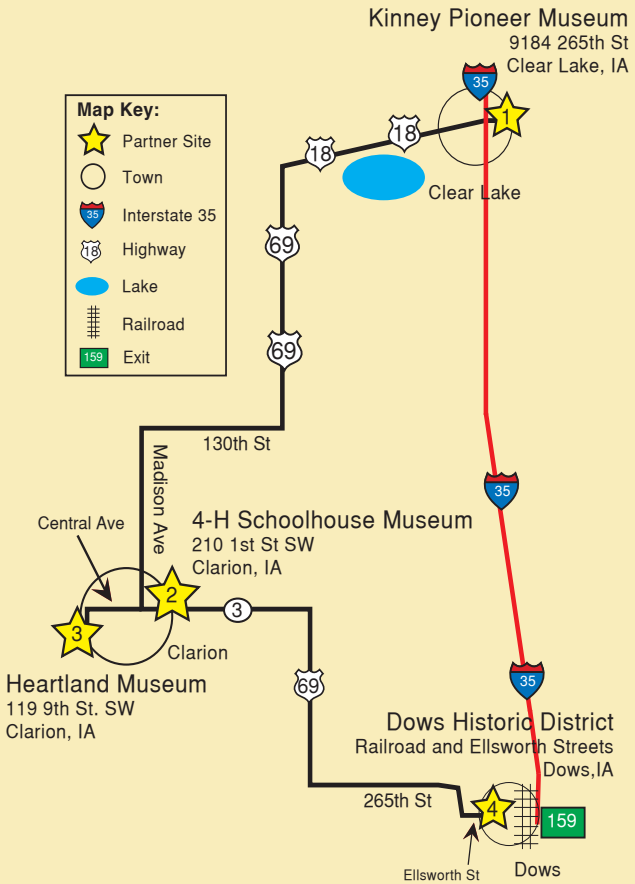 Kinney Pioneer Museum
9184 265th St
Clear Lake, IA
35
1
18
18
Clear Lake
Map Key:
Partner Site
Town
35 Interstate 35
18 Highway
Lake
Railroad
159 Exit
69
69
130th St
Madison Ave
35
Central Ave
4-H Schoolhouse Museum
210 1st St SW
Clarion, IA
2
3
3
Clarion
Heartland Museum
119 9th St. SW
Clarion, IA
69
35
Dows Historic District
Railroad and Ellsworth Streets
Dows,IA
265th St
4
159
Ellsworth St
Dows